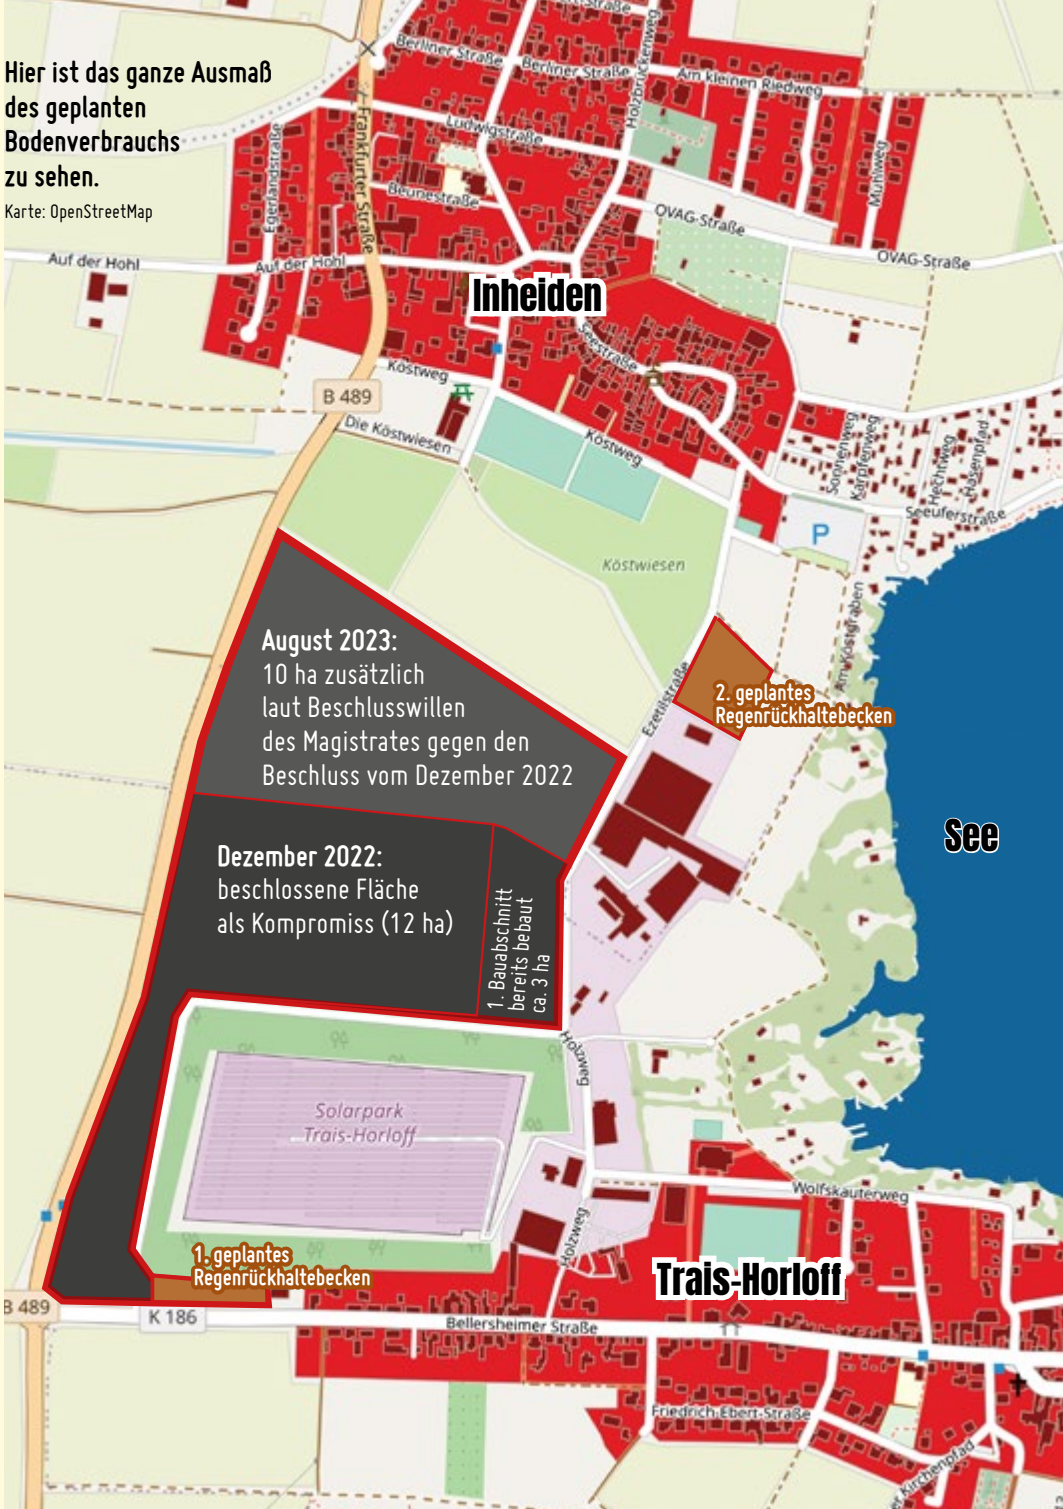 Hier ist das ganze Ausmaß
des geplanten
Bodenverbrauchs
zu sehen.
Karte: OpenStreetMap
Straße
Berliner Straße
Berliner Straße
Holzbrückenweg
Am kleinen Riedweg
Ludwigstraße
Frankfurter Straße
Egerlandstraße
Beunestraße
Mühlweg
OVAG-Straße
OVAG-Straße
Auf der Hohl
Auf der Hohl
Inheiden
Seestraße
Köstweg
B 489
Die Köstwiesen
Köstweg
Sonnenweg
Karpfenweg
Hechtweg
Hasenpfad
Seeuferstraße
P
Köstwiesen
Am Köstgraben
August 2023:
10 ha zusätzlich
laut Beschlusswillen
des Magistrates gegen den
Beschluss vom Dezember 2022
Ezetilstraße
2. geplantes
Regenrückhaltebecken
See
Dezember 2022:
beschlossene Fläche
als Kompromiss (12 ha)
1. Bauabschnitt
bereits bebaut
ca. 3 ha
Holzweg
Solarpark
Trais-Horloff
Wolfskauterweg
Holzweg
1. geplantes
Regenrückhaltebecken
Trais-Horloff
B 489
K 186
Bellersheimer Straße
Friedrich-Ebert-Straße
er Kirchenpfad